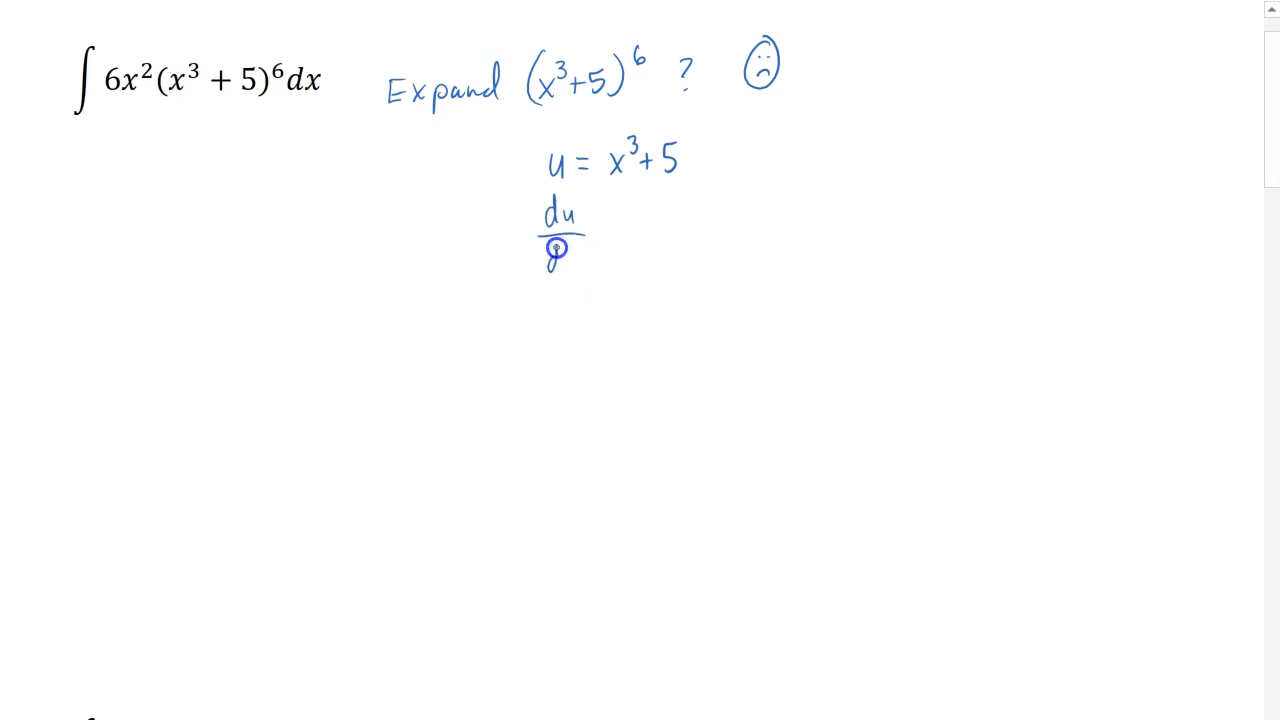 ∫ 6x²(x³ + 5)⁶dx Expand (x³+5)⁶ ?
u = x³+5
du